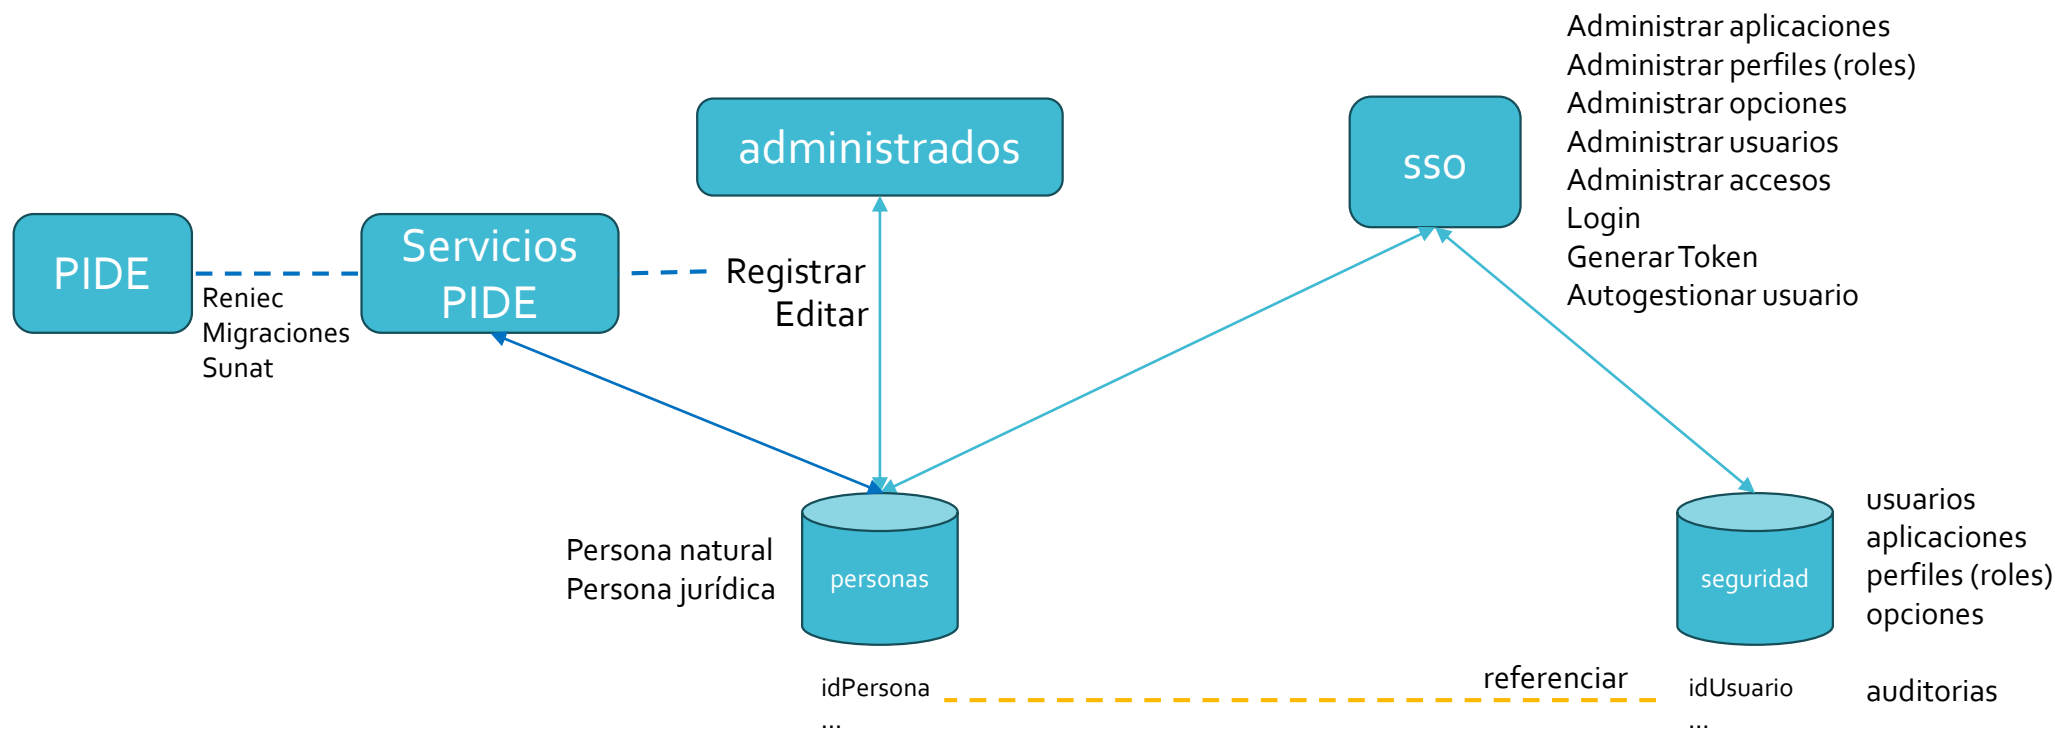 Administrar aplicaciones
Administrar perfiles (roles)
Administrar opciones
Administrar usuarios
Administrar accesos
Login
Generar Token
Autogestionar usuario
administrados
sso
PIDE
Reniec
Migraciones
Sunat
Servicios
PIDE
Registrar
Editar
Persona natural
Persona jurídica
personas
seguridad
usuarios
aplicaciones
perfiles (roles)
opciones
idPersona
...
referenciar
idUsuario
...
auditorias